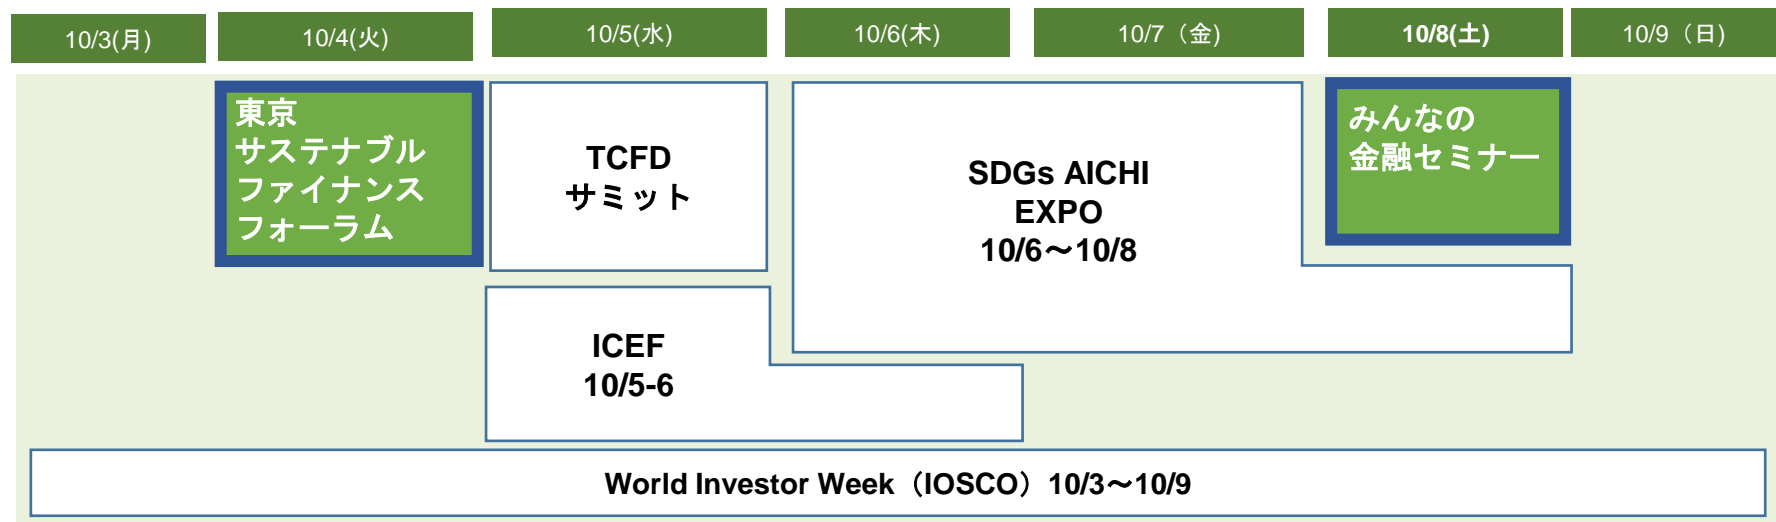 10/3(月)
10/4(火)
10/5(水)
10/6(木)
10/7（金)
10/8(土)
10/9（日)
東京
サステナブル
ファイナンス
フォーラム
TCFD
サミット
SDGs AICHI
EXPO
10/6～10/8
みんなの
金融セミナー
ICEF
10/5-6
World Investor Week（IOSCO）10/3～10/9